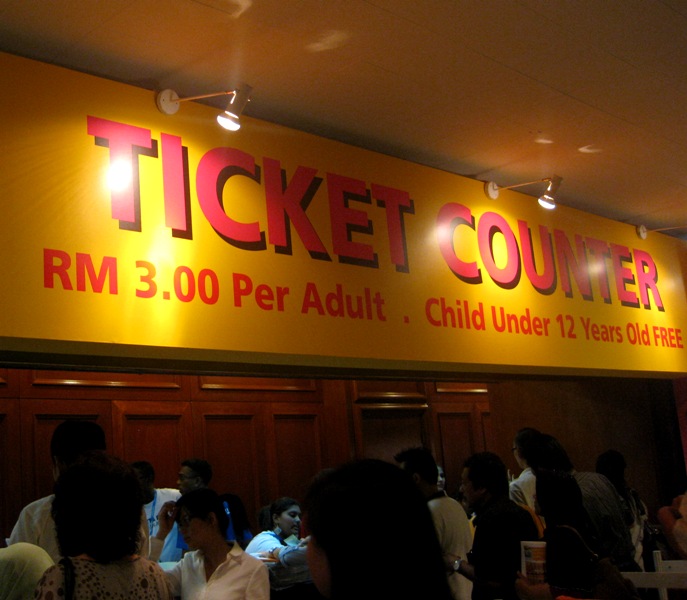 TICKET COUNTER
RM 3.00 Per Adult . Child Under 12 Years Old FREE